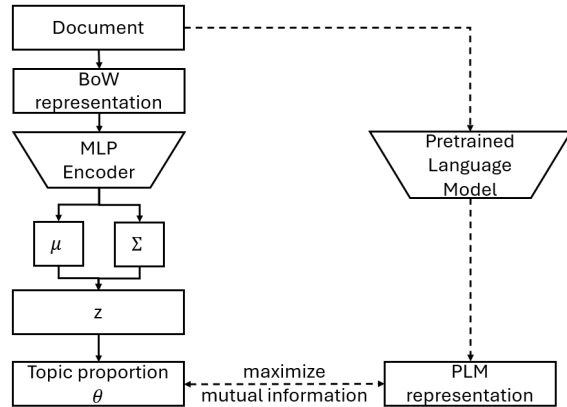 Document
BoW
representation
MLP
Encoder
μ
Σ
z
Topic proportion
θ
maximize
mutual information
Pretrained
Language
Model
PLM
representation